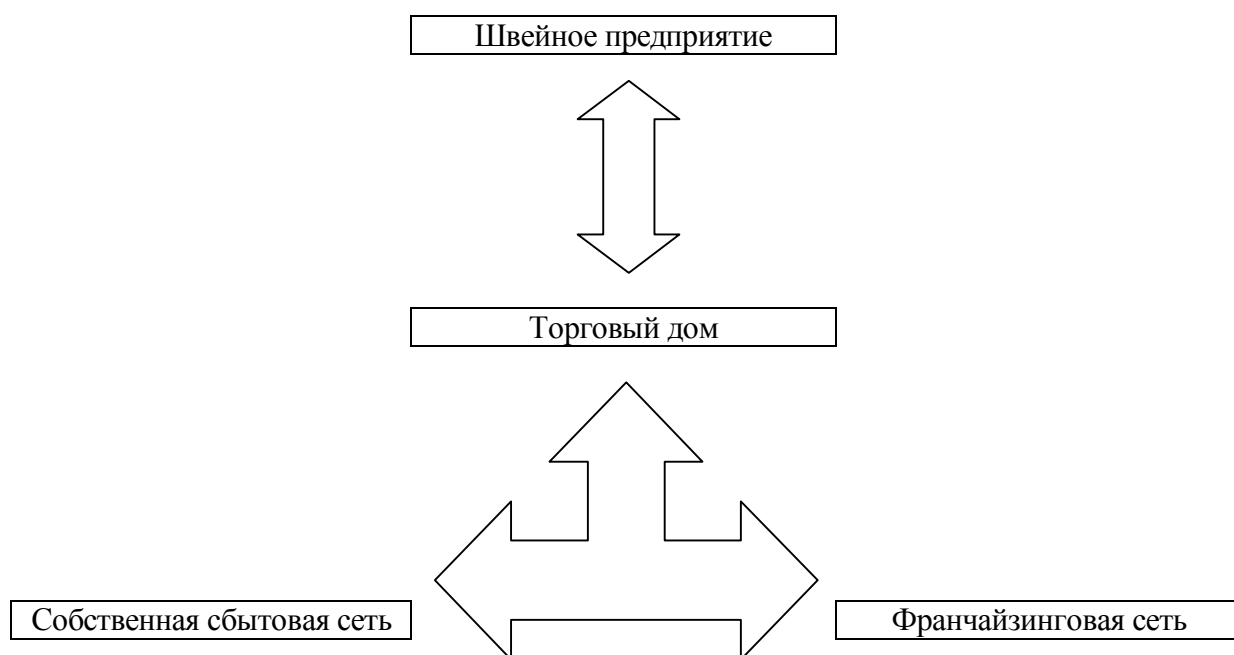 Швейное предприятие
Торговый дом
Собственная сбытовая сеть
Франчайзинговая сеть